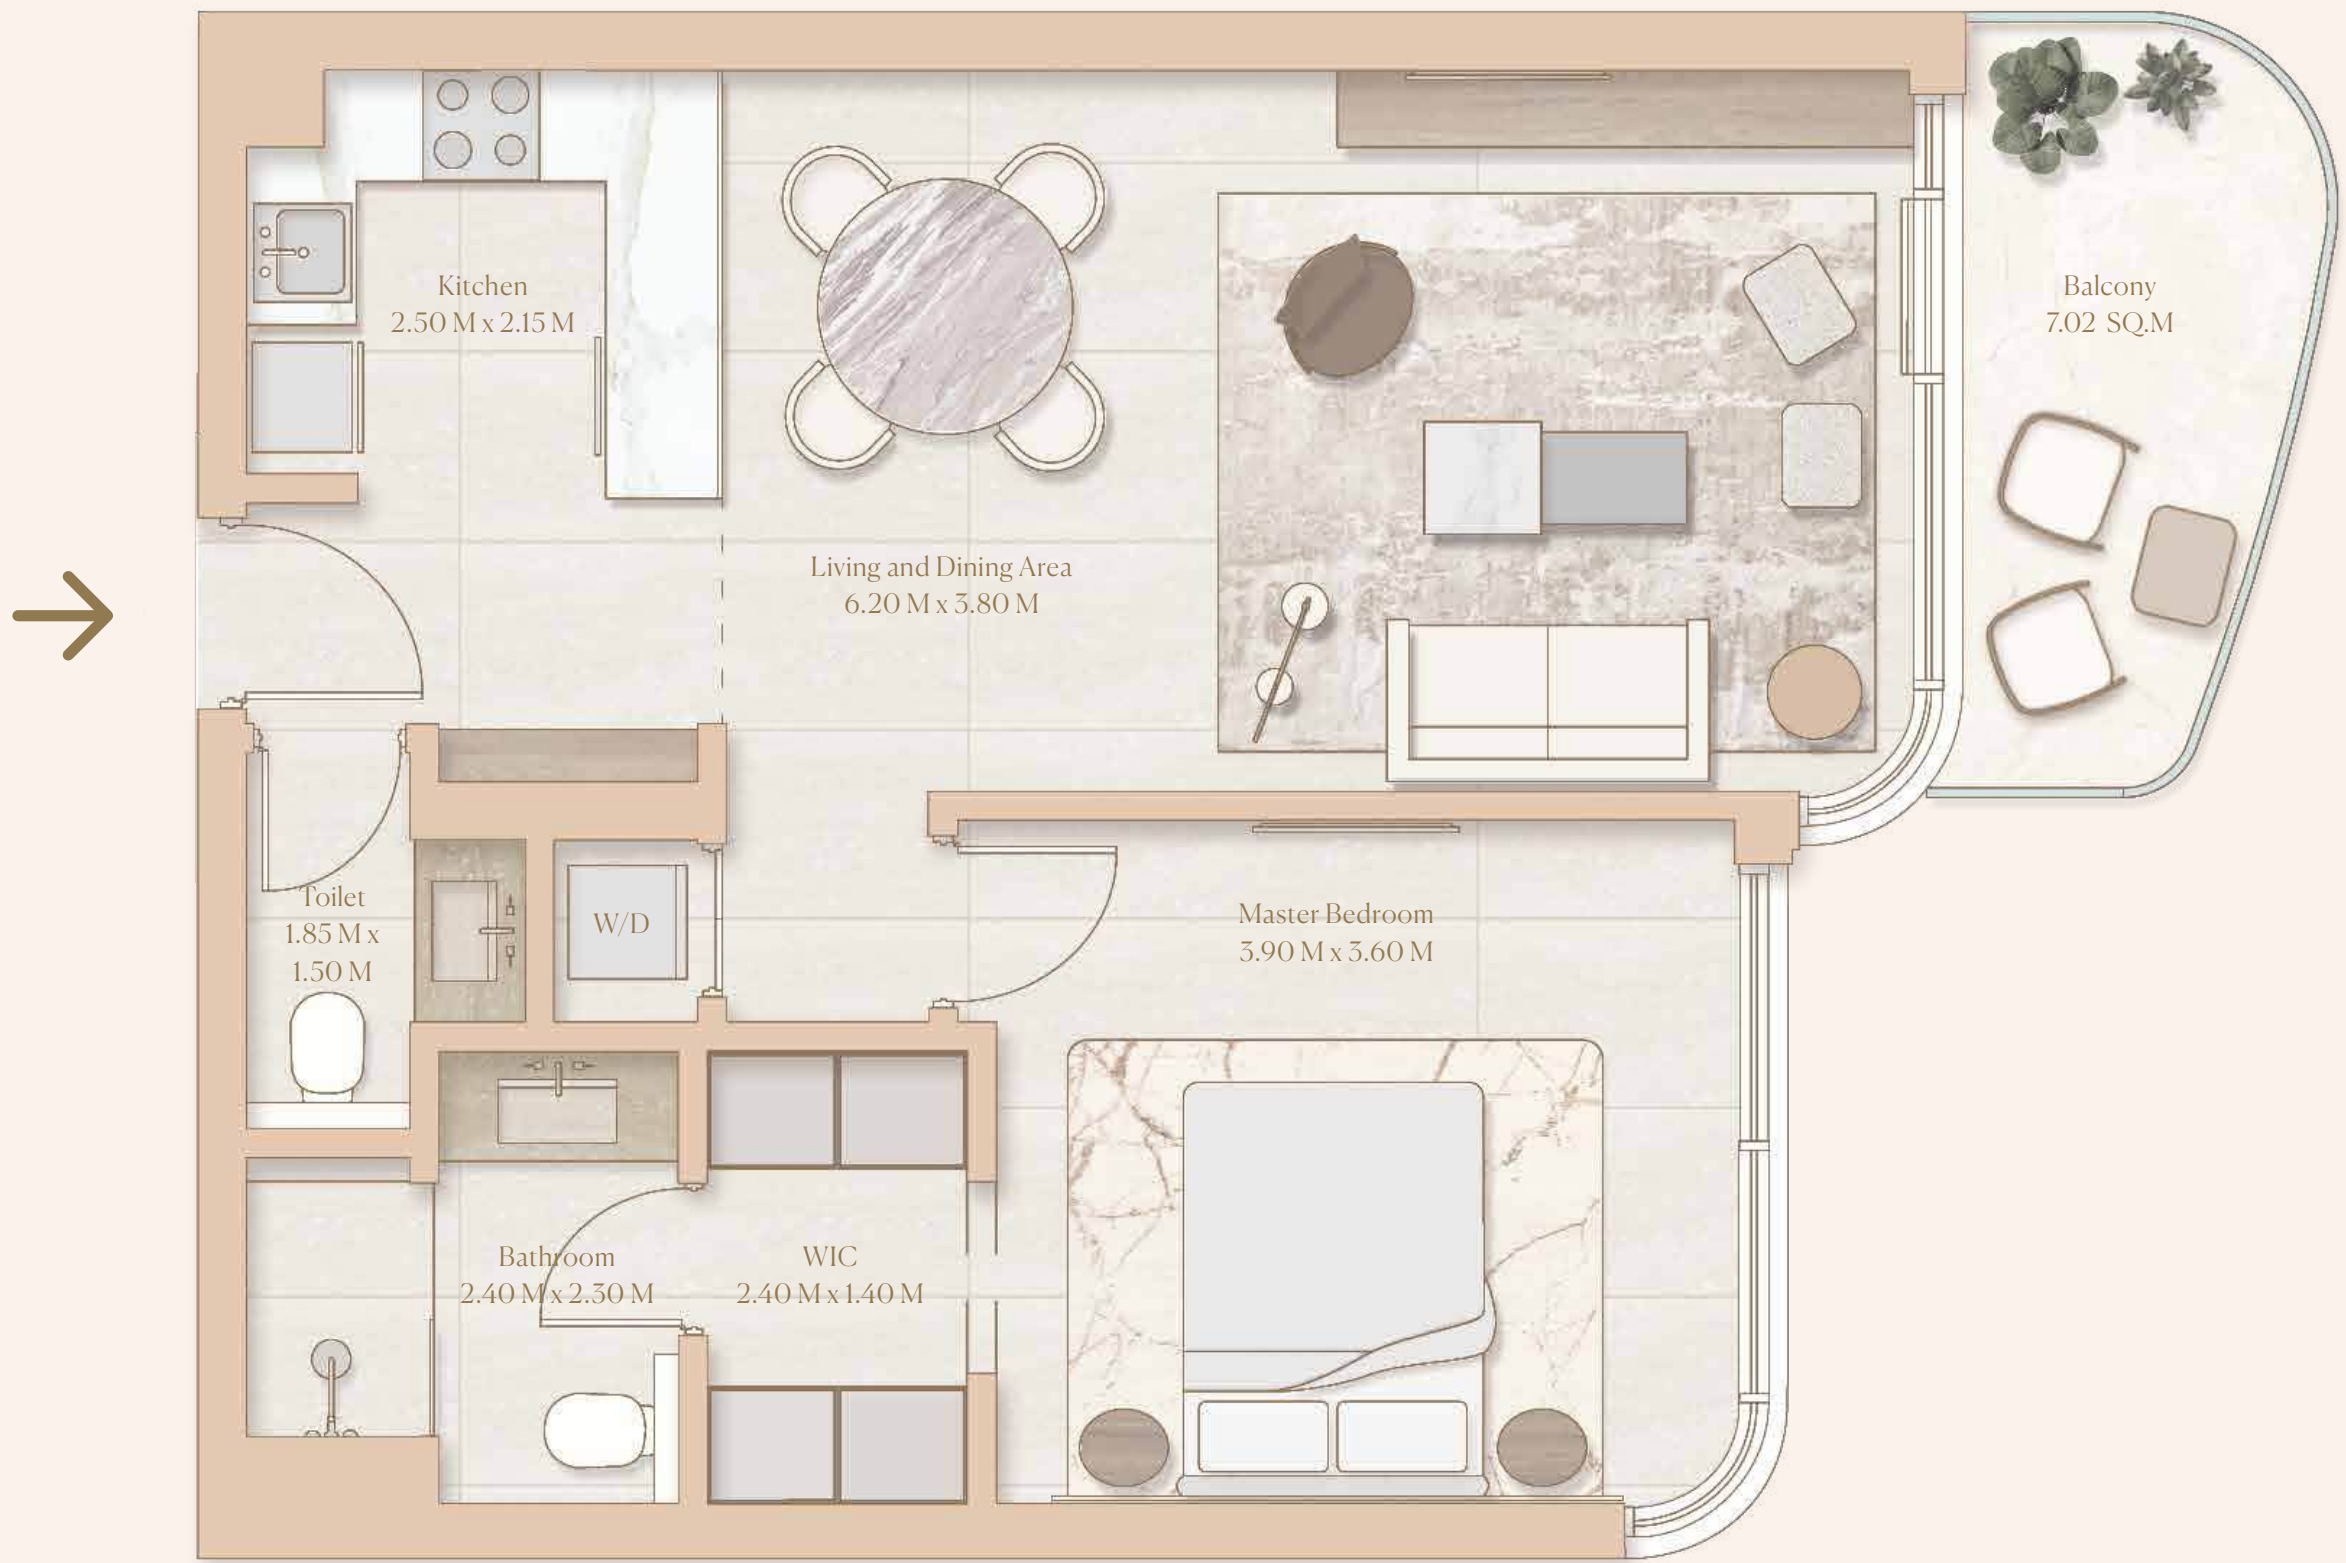 Kitchen
2.50 M x 2.15 M
Balcony
7.02 SQ.M
Living and Dining Area
6.20 M x 3.80 M
Toilet
1.85 M x
1.50 M
W/D
Master Bedroom
3.90 M x 3.60 M
Bathroom
2.40 M x 2.30 M
WIC
2.40 M x 1.40 M